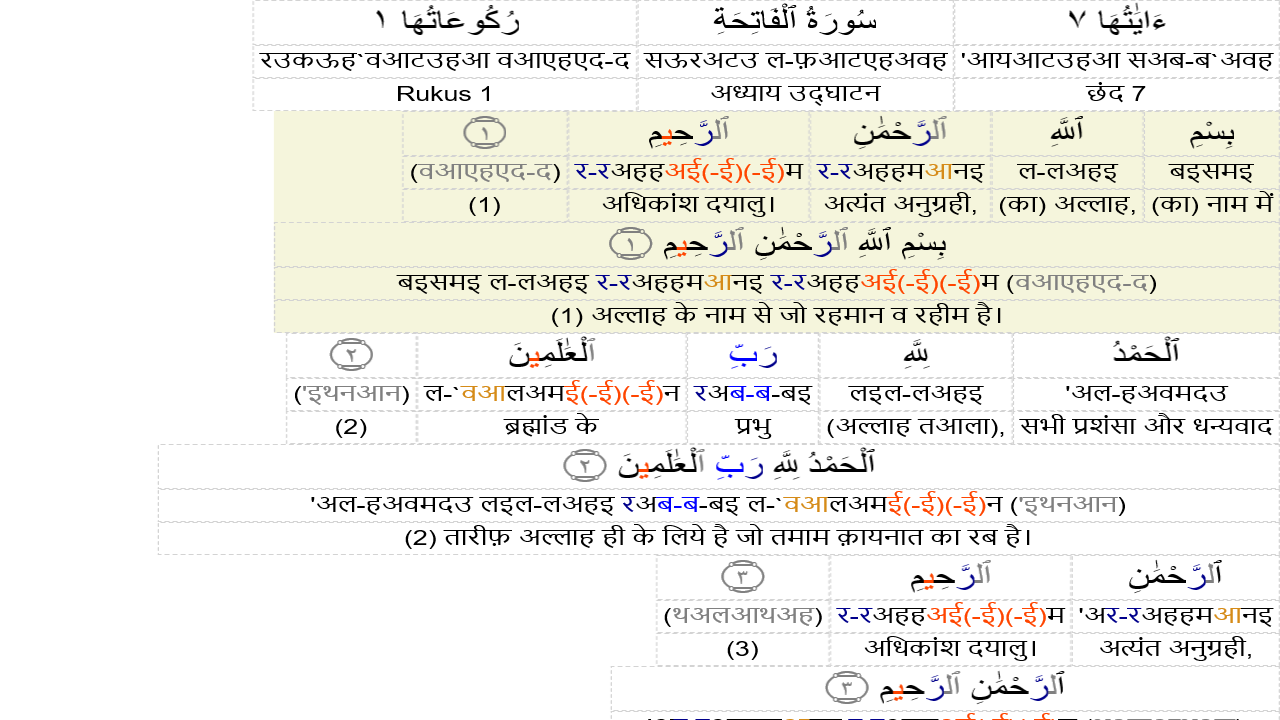 ءَايَٰتُهَا ٧ سُورَةُ ٱلْفَاتِحَةِ رُكُوعَاتُهَا ١
'आयआटउहआ सअब-ब`अवह सऊरअटउ ल-फ़आटएहअवह रउकऊह`वआटउहआ वआएहएद-द
छंद 7 अध्याय उद्घाटन Rukus 1
بِسْمِ ٱللَّهِ ٱلرَّحْمَٰنِ ٱلرَّحِيمِ ١
बइसमइ ल-लअहइ र-रअहहमआनइ र-रअहहअई(-ई)(-ई)म (वआएहएद-द)
(का) नाम में (का) अल्लाह, अत्यंत अनुग्रही, अधिकांश दयालु। (1)
بِسْمِ ٱللَّهِ ٱلرَّحْمَٰنِ ٱلرَّحِيمِ ١
बइसमइ ल-लअहइ र-रअहहमआनइ र-रअहहअई(-ई)(-ई)म (वआएहएद-द)
(1) अल्लाह के नाम से जो रहमान व रहीम है।
ٱلْحَمْدُ لِلَّهِ رَبِّ ٱلْعَٰلَمِينَ ٢
'अल-हअवमदउ लइल-लअहइ रअब-ब-बइ ल-`वआलअमई(-ई)(-ई)न ('इथनआन)
सभी प्रशंसा और धन्यवाद (अल्लाह तआला), प्रभु ब्रह्मांड के (2)
ٱلْحَمْدُ لِلَّهِ رَبِّ ٱلْعَٰلَمِينَ ٢
'अल-हअवमदउ लइल-लअहइ रअब-ब-बइ ल-`वआलअमई(-ई)(-ई)न ('इथनआन)
(2) तारीफ़ अल्लाह ही के लिये है जो तमाम क़ायनात का रब है।
ٱلرَّحْمَٰنِ ٱلرَّحِيمِ ٣
'अर-रअहहमआनइ र-रअहहअई(-ई)(-ई)म (थअलआथअह)
अत्यंत अनुग्रही, अधिकांश दयालु। (3)
ٱلرَّحْمَٰنِ ٱلرَّحِيمِ ٣